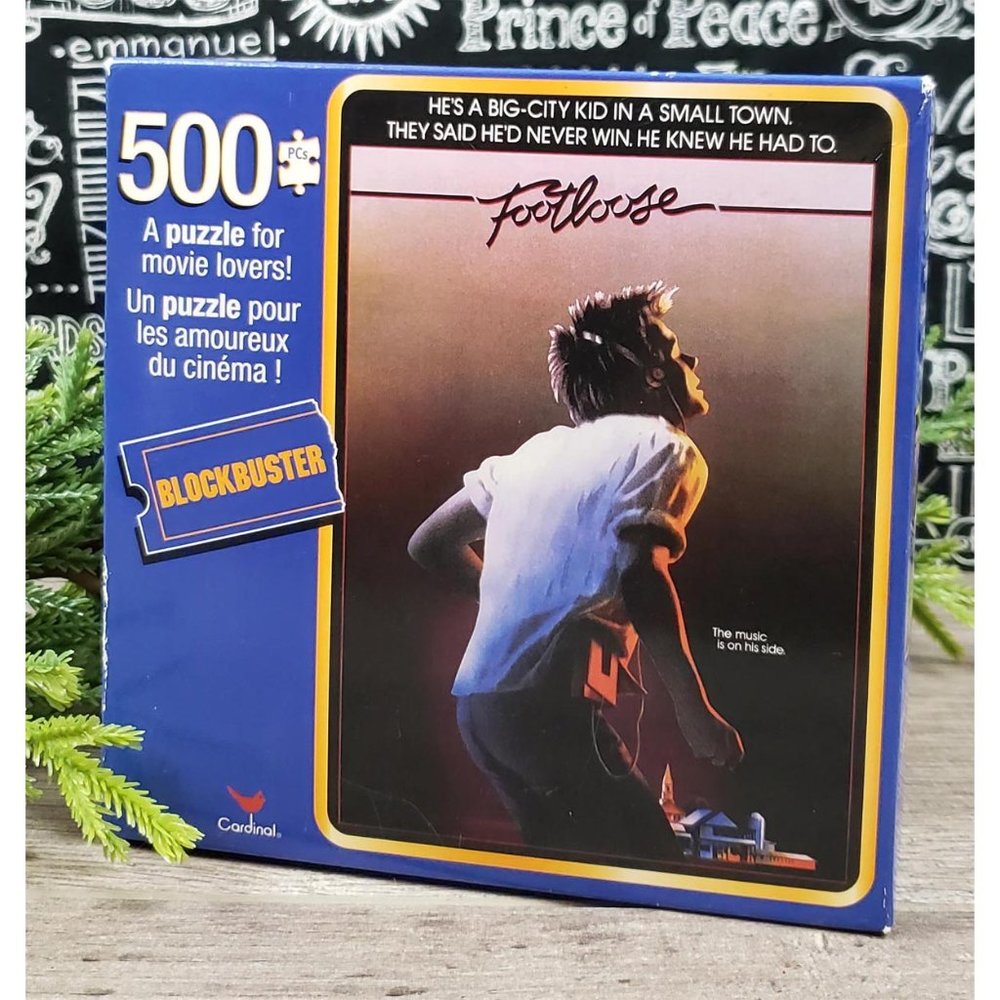 •emmanuel•
Prince of Peace
500 PCs
A puzzle for
movie lovers!
Un puzzle pour
les amoureux
du cinéma !
BLOCKBUSTER
Cardinal®
HE'S A BIG-CITY KID IN A SMALL TOWN.
THEY SAID HE'D NEVER WIN. HE KNEW HE HAD TO.
Footloose
The music
is on his side.